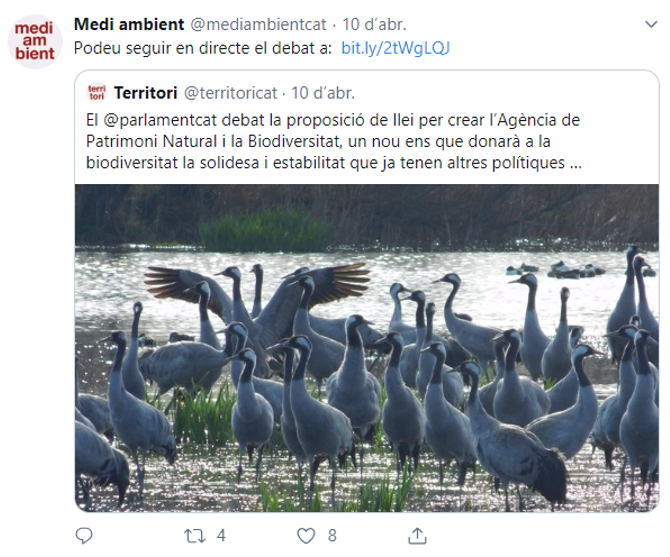 medi
am
bient
Medi ambient @mediambientcat · 10 d’abr.
Podeu seguir en directe el debat a: bit.ly/2tWgLQJ
terri
tori
Territori @territoricat · 10 d’abr.
El @parlamentcat debat la proposició de llei per crear l’Agència de
Patrimoni Natural i la Biodiversitat, un nou ens que donarà a la
biodiversitat la solidesa i estabilitat que ja tenen altres polítiques ...
4
8